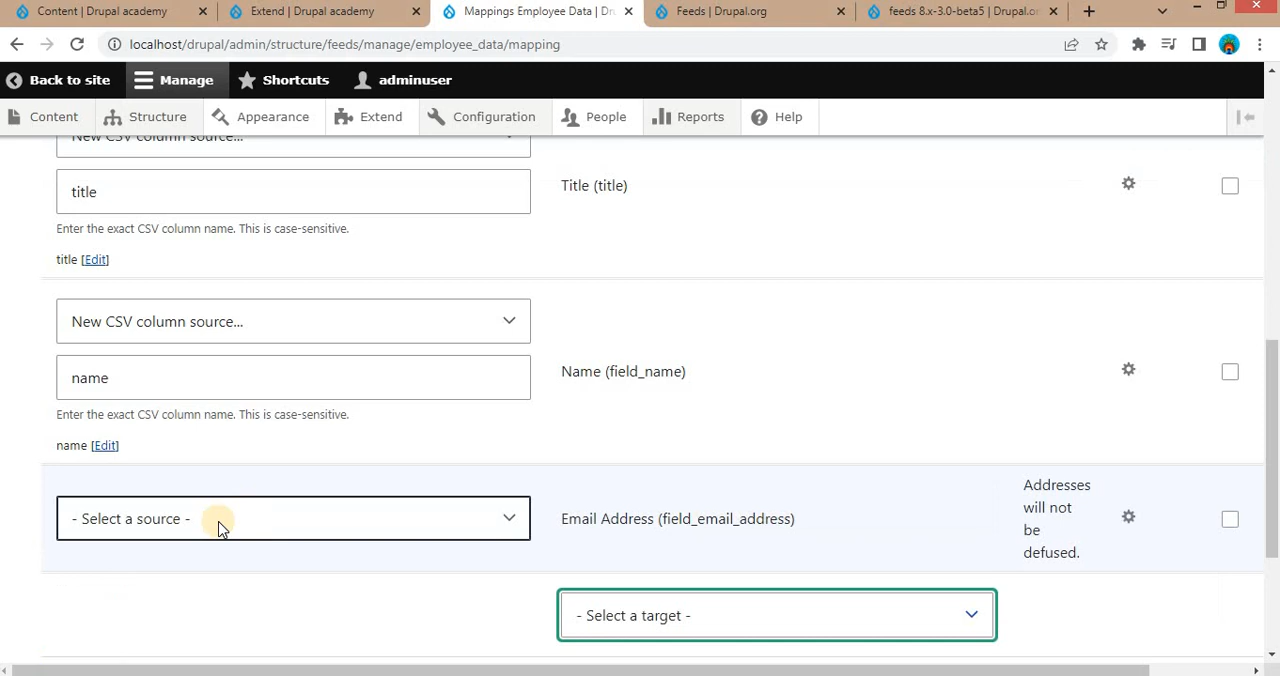 Content | Drupal academy
Extend | Drupal academy
Mappings Employee Data | Dr
Feeds | Drupal.org
feeds 8.x-3.0-beta5 | Drupal.or
localhost/drupal/admin/structure/feeds/manage/employee_data/mapping
Back to site
Manage
Shortcuts
adminuser
Content
Structure
Appearance
Extend
Configuration
People
Reports
Help
New CSV column source...
title
Title (title)
Enter the exact CSV column name. This is case-sensitive.
title [Edit]
New CSV column source...
name
Name (field_name)
Enter the exact CSV column name. This is case-sensitive.
name [Edit]
- Select a source -
Email Address (field_email_address)
Addresses
will not
be
defused.
- Select a target -